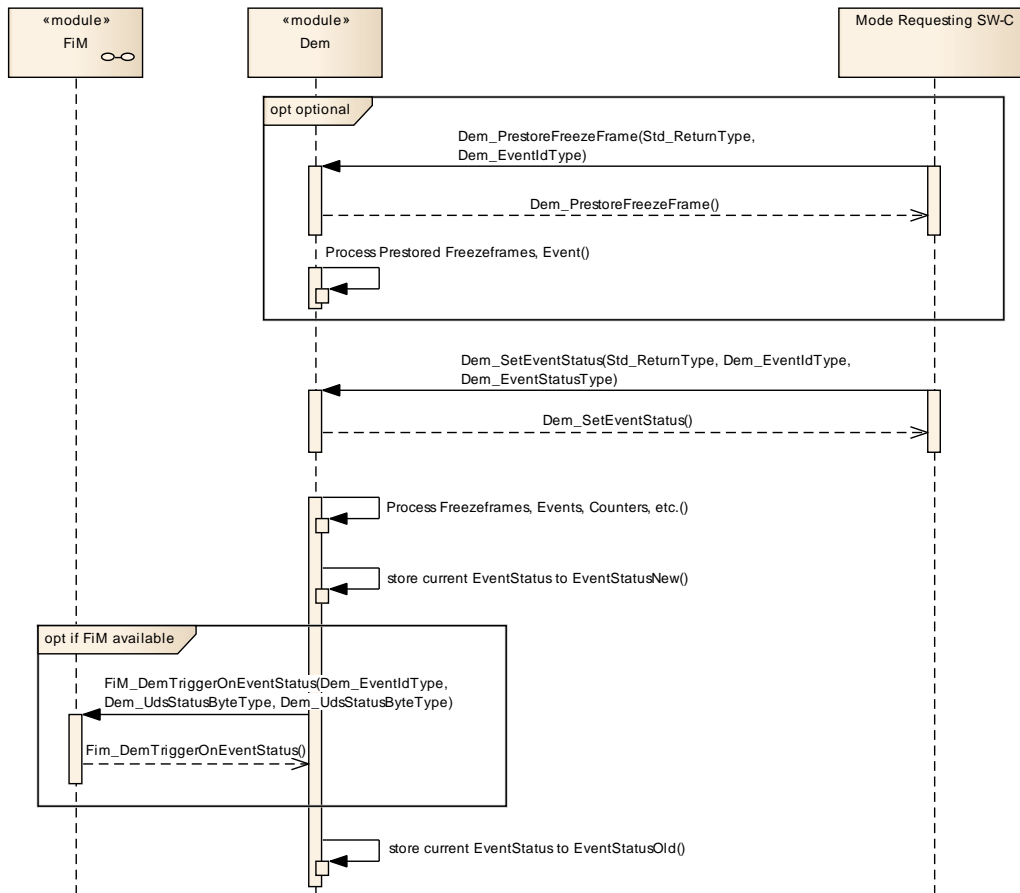 «module»
FiM
«module»
Dem
Mode Requesting SW-C
opt optional
Dem_PrestoreFreezeFrame(Std_ReturnType,
Dem_EventIdType)
Dem_PrestoreFreezeFrame()
Process Prestored Freezeframes, Event()
Dem_SetEventStatus(Std_ReturnType, Dem_EventIdType,
Dem_EventStatusType)
Dem_SetEventStatus()
Process Freezeframes, Events, Counters, etc.()
store current EventStatus to EventStatusNew()
opt if FiM available
FiM_DemTriggerOnEventStatus(Dem_EventIdType,
Dem_UdsStatusByteType, Dem_UdsStatusByteType)
Fim_DemTriggerOnEventStatus()
store current EventStatus to EventStatusOld()